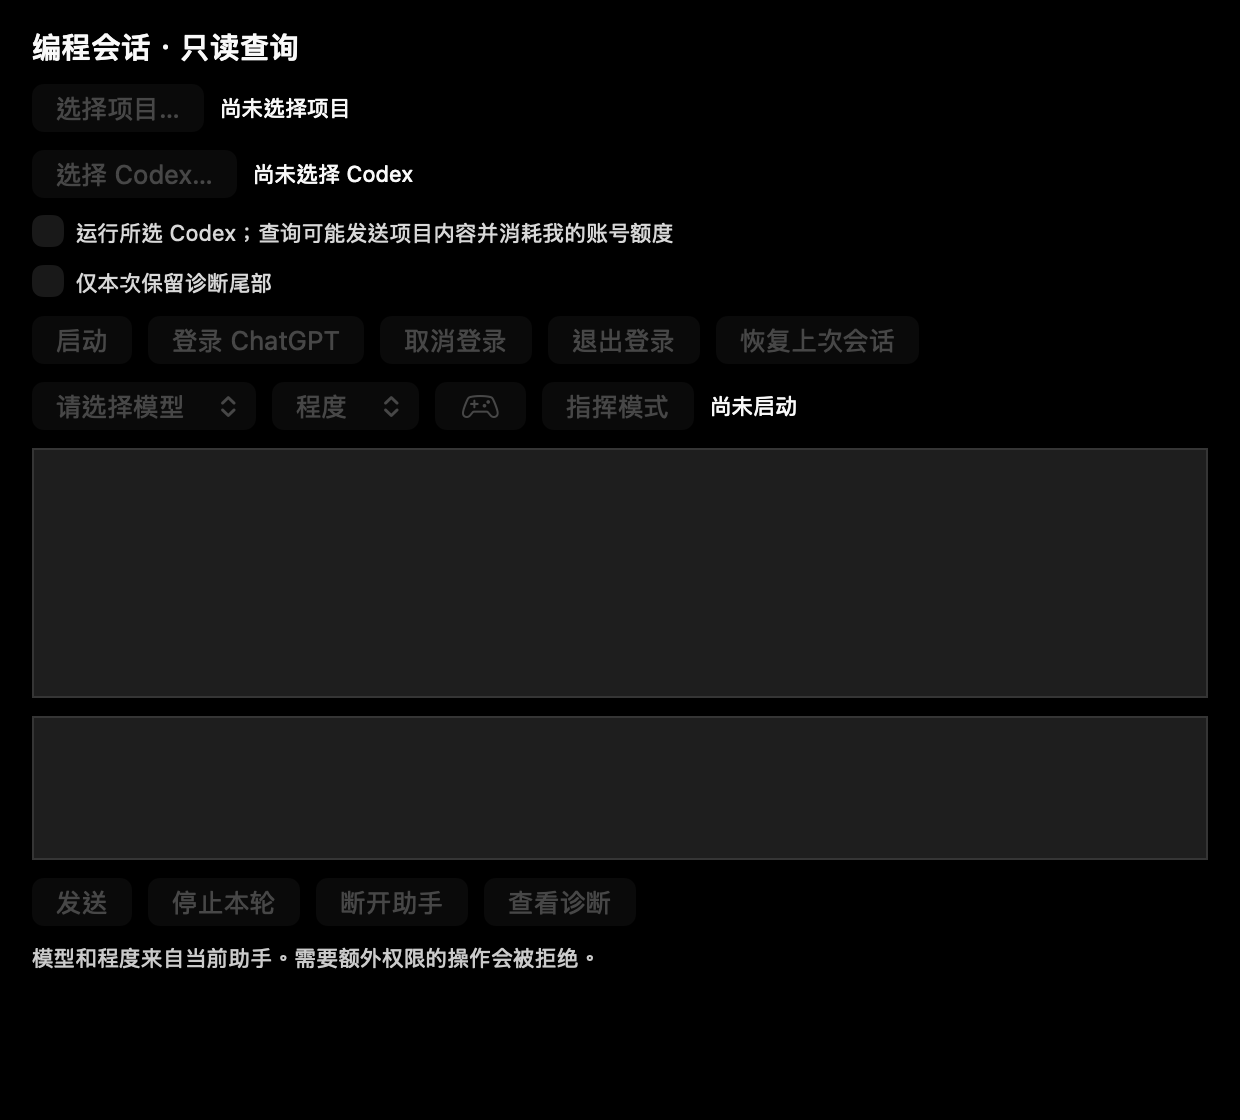 编程会话 · 只读查询
选择项目... 尚未选择项目
选择 Codex... 尚未选择 Codex
运行所选 Codex；查询可能发送项目内容并消耗我的账号额度
仅本次保留诊断尾部
启动 登录 ChatGPT 取消登录 退出登录 恢复上次会话
请选择模型 程度 指挥模式 尚未启动
发送 停止本轮 断开助手 查看诊断
模型和程度来自当前助手。需要额外权限的操作会被拒绝。